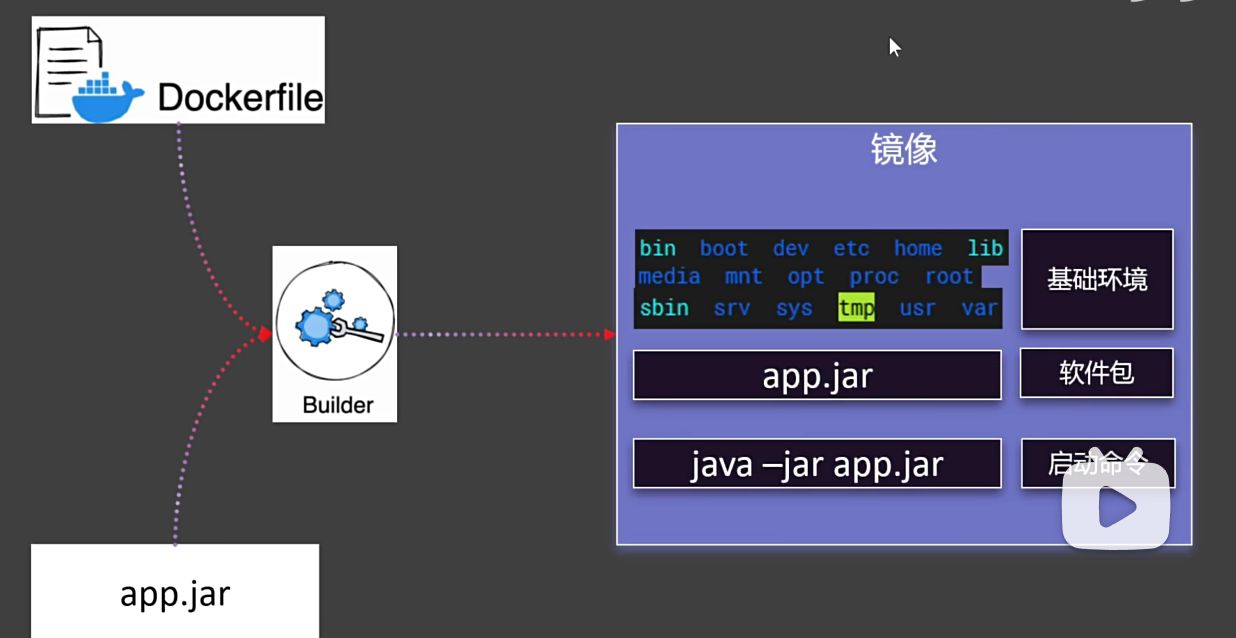 Dockerfile
镜像
bin boot dev etc home lib
media mnt opt proc root
sbin srv sys tmp usr var
基础环境
app.jar
软件包
Builder
java –jar app.jar
启动命令
app.jar